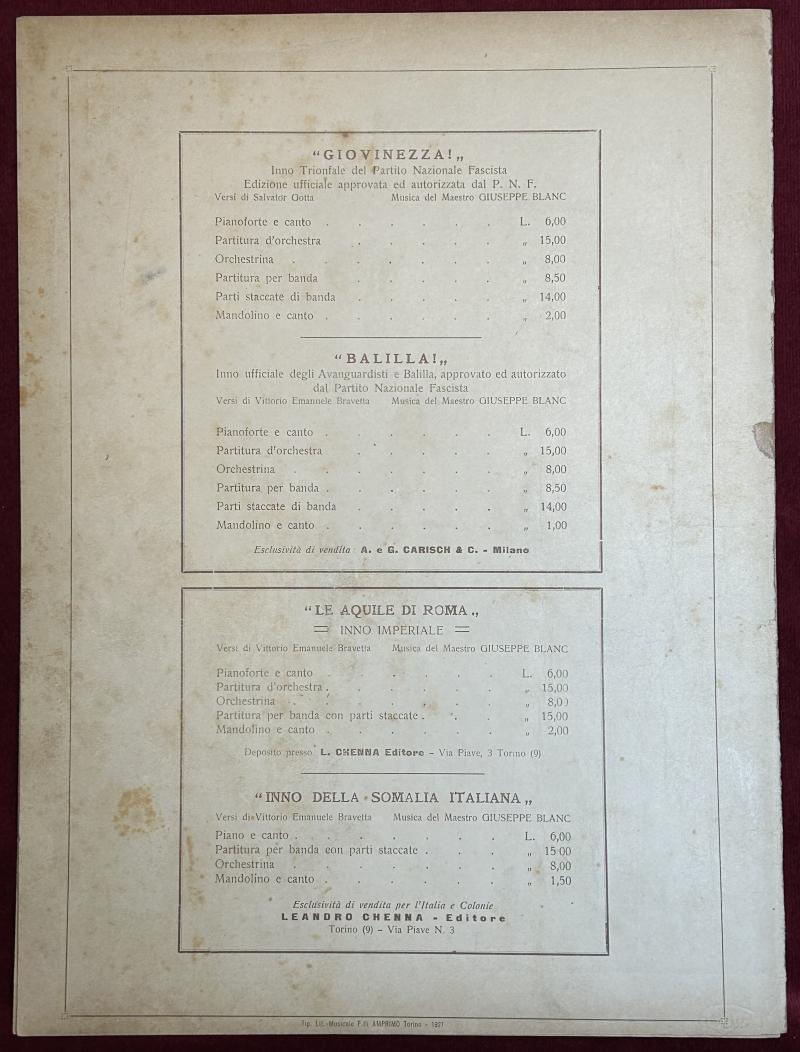 “GIOVINEZZA!„
Inno Trionfale del Partito Nazionale Fascista
Edizione ufficiale approvata ed autorizzata dal P. N. F.
Versi di Salvator Gotta Musica del Maestro GIUSEPPE BLANC
Pianoforte e canto . . . . . . L. 6,00
Partitura d'orchestra . . . . . „ 15,00
Orchestrina . . . . . . . „ 8,00
Partitura per banda . . . . . „ 8,50
Parti staccate di banda . . . . . „ 14,00
Mandolino e canto . . . . . . „ 2,00
“BALILLA!„
Inno ufficiale degli Avanguardisti e Balilla, approvato ed autorizzato
dal Partito Nazionale Fascista
Versi di Vittorio Emanuele Bravetta Musica del Maestro GIUSEPPE BLANC
Pianoforte e canto . . . . . . L. 6,00
Partitura d'orchestra . . . . . „ 15,00
Orchestrina . . . . . . . „ 8,00
Partitura per banda . . . . . . „ 8,50
Parti staccate di banda . . . . . „ 14,00
Mandolino e canto . . . . . . „ 1,00
Esclusività di vendita : A. e G. CARISCH & C. - Milano
“LE AQUILE DI ROMA„
INNO IMPERIALE
Versi di Vittorio Emanuele Bravetta Musica del Maestro GIUSEPPE BLANC
Pianoforte e canto . . . . . . L. 6,00
Partitura d'orchestra . . . . . . „ 15,00
Orchestrina . . . . . . . „ 8,00
Partitura per banda con parti staccate . . . „ 15,00
Mandolino e canto . . . . . . „ 2,00
Deposito presso L. CHENNA Editore - Via Piave, 3 Torino (9)
“INNO DELLA SOMALIA ITALIANA„
Versi di Vittorio Emanuele Bravetta Musica del Maestro GIUSEPPE BLANC
Piano e canto . . . . . . . L. 6,00
Partitura per banda con parti staccate . . . „ 15,00
Orchestrina . . . . . . . „ 8,00
Mandolino e canto . . . . . . „ 1,50
Esclusività di vendita per l'Italia e Colonie
LEANDRO CHENNA - Editore
Torino (9) - Via Piave N. 3
Tip. Lit.-Musicale F.lli AMPRIMO Torino - 1927